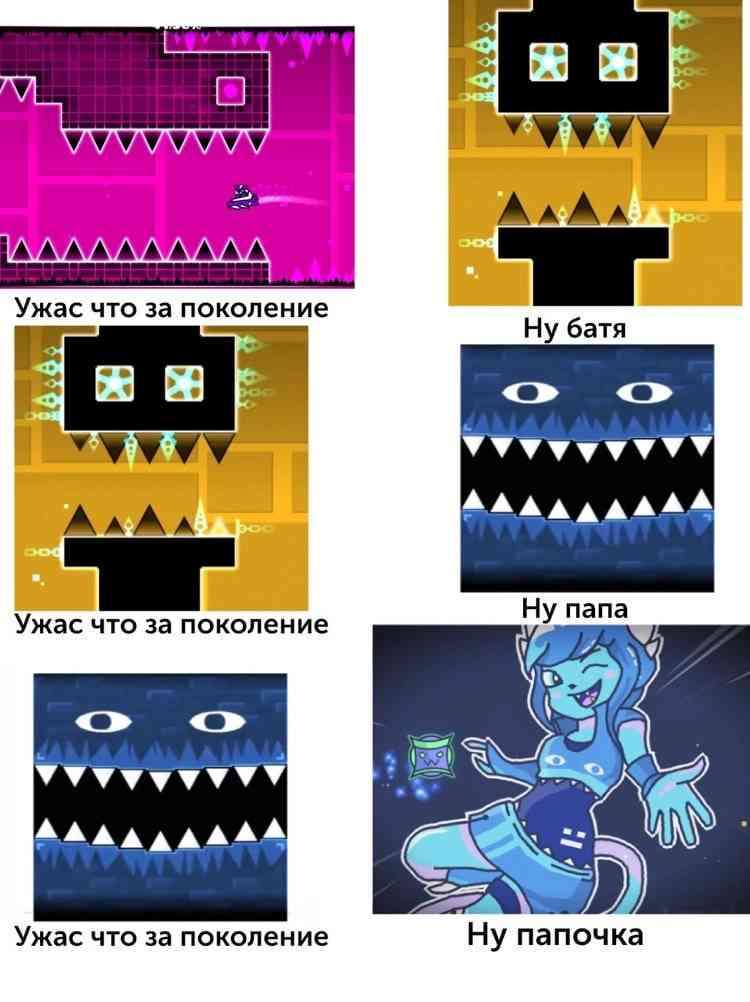 Ужас что за поколение
Ну батя
Ужас что за поколение
Ну папа
Ужас что за поколение
Ну папочка